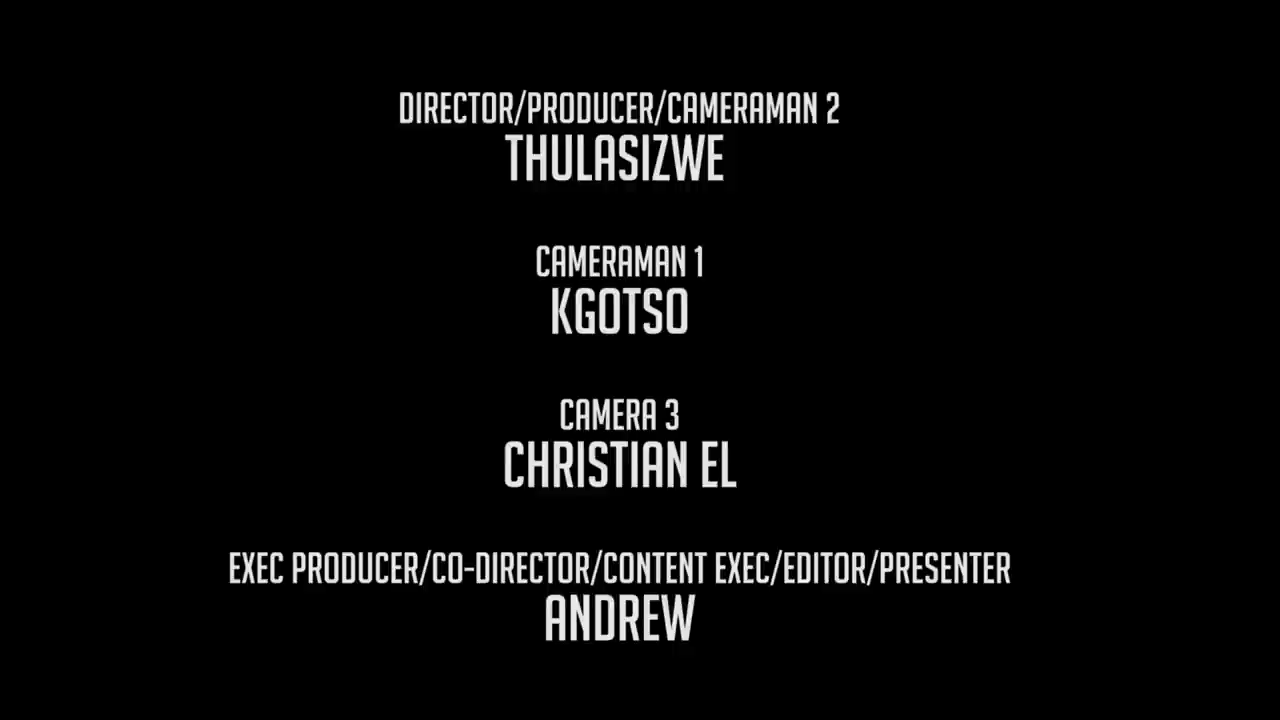 DIRECTOR/PRODUCER/CAMERAMAN 2
THULASIZWE
CAMERAMAN 1
KGOTSO
CAMERA 3
CHRISTIAN EL
EXEC PRODUCER/CO-DIRECTOR/CONTENT EXEC/EDITOR/PRESENTER
ANDREW